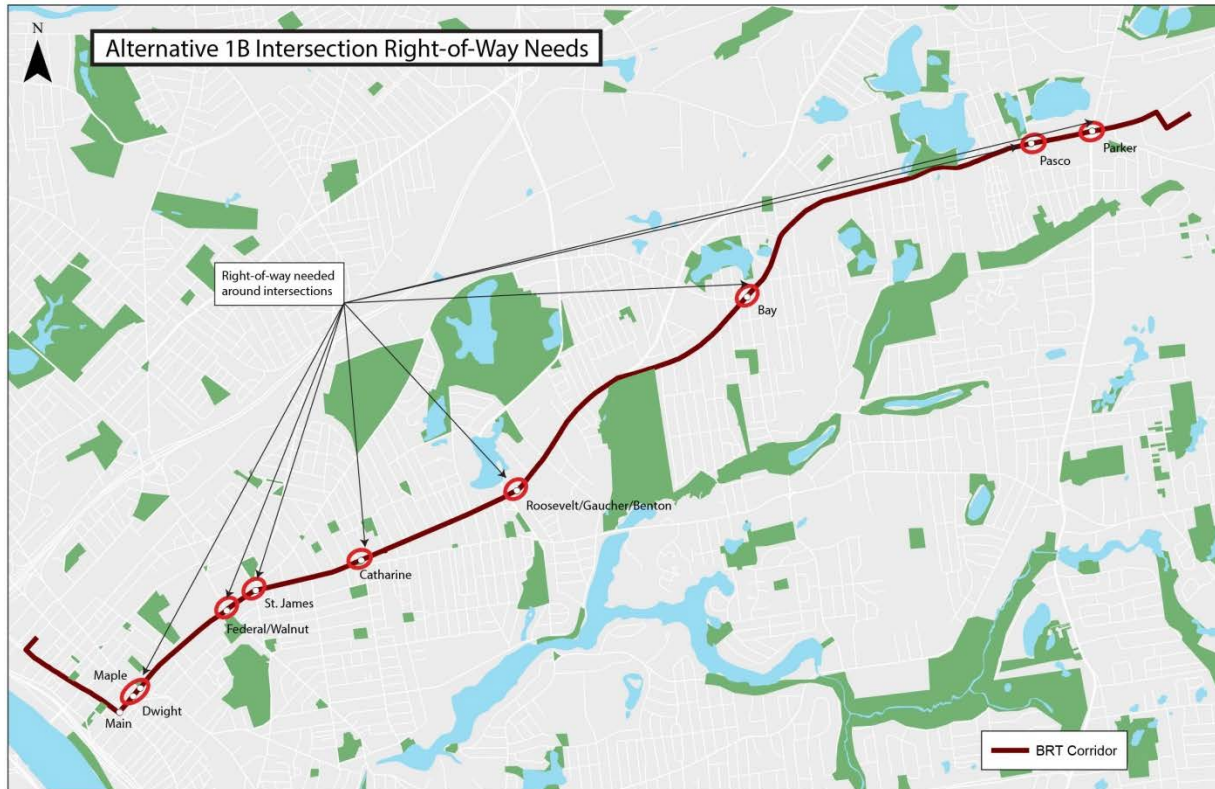 N
Alternative 1B Intersection Right-of-Way Needs
Parker
Pasco
Right-of-way needed
around intersections
Bay
Roosevelt/Gaucher/Benton
Catharine
St. James
Federal/Walnut
Maple
Dwight
Main
BRT Corridor